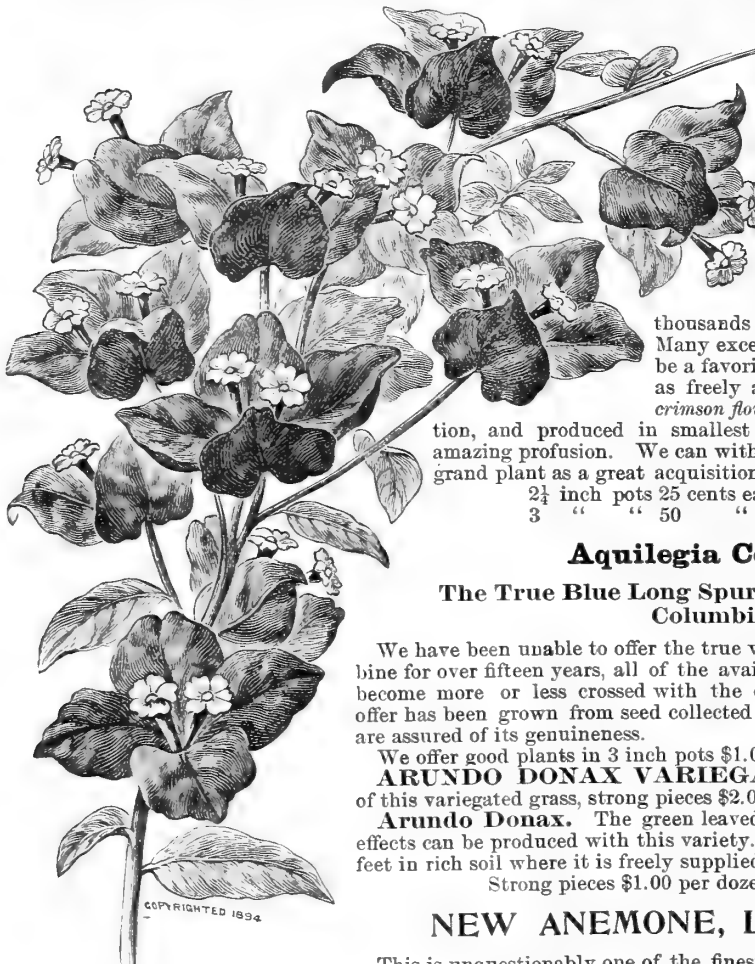 thousands
Many exce
be a favori
as freely a
crimson flo
tion, and produced in smallest
amazing profusion. We can with
grand plant as a great acquisition
2¼ inch pots 25 cents ea
3 “ “ 50 “
Aquilegia C
The True Blue Long Spur
Columbi
We have been unable to offer the true v
bine for over fifteen years, all of the avai
become more or less crossed with the
offer has been grown from seed collected
are assured of its genuineness.
We offer good plants in 3 inch pots $1.0
ARUNDO DONAX VARIEGA
of this variegated grass, strong pieces $2.0
Arundo Donax. The green leaved
effects can be produced with this variety.
feet in rich soil where it is freely supplied
Strong pieces $1.00 per doze
COPYRIGHTED 1894
NEW ANEMONE, L
This is unquestionably one of the fines